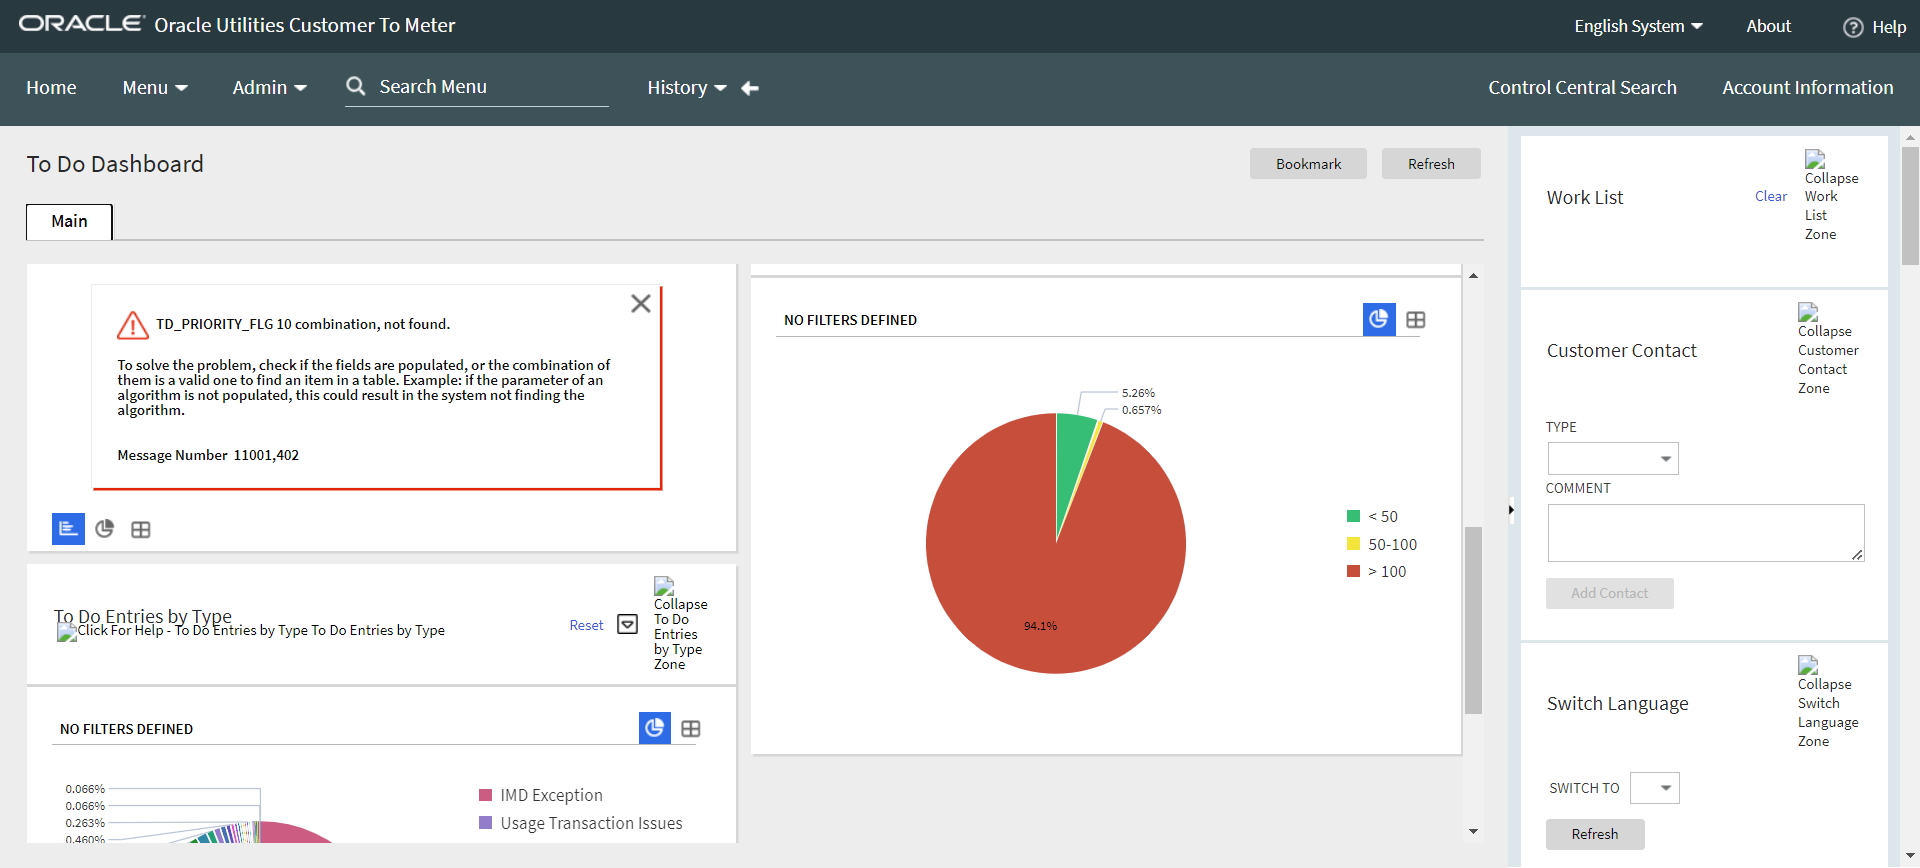 ORACLE Oracle Utilities Customer To Meter
English System
About
Help
Home
Menu
Admin
Search Menu
History
Control Central Search
Account Information
To Do Dashboard
Bookmark
Refresh
Main
TD_PRIORITY_FLG 10 combination, not found.
To solve the problem, check if the fields are populated, or the combination of
them is a valid one to find an item in a table. Example: if the parameter of an
algorithm is not populated, this could result in the system not finding the
algorithm.
Message Number 11001,402
To Do Entries by Type
Click For Help - To Do Entries by Type To Do Entries by Type
Reset
Collapse
To Do
Entries
by Type
Zone
NO FILTERS DEFINED
0.066%
0.066%
0.263%
0.460%
IMD Exception
Usage Transaction Issues
NO FILTERS DEFINED
5.26%
0.657%
94.1%
< 50
50-100
> 100
Work List
Clear
Collapse
Work
List
Zone
Customer Contact
Collapse
Customer
Contact
Zone
TYPE
COMMENT
Add Contact
Switch Language
Collapse
Switch
Language
Zone
SWITCH TO
Refresh